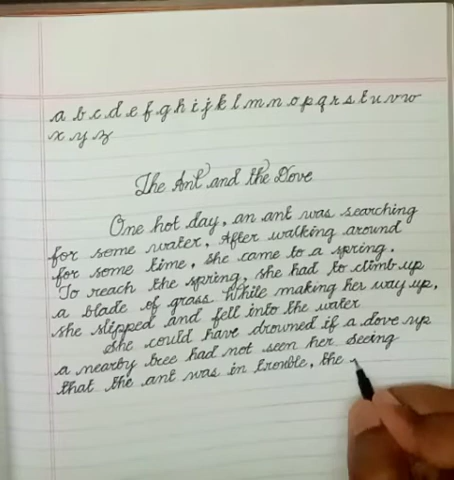 a b c d e f g h i j k l m n o p q r s t u v w
x y z
The Ant and the Dove
One hot day, an ant was searching
for some water, After walking around
for some time, she came to a spring.
To reach the spring, she had to climb up
a blade of grass While making her way up,
she slipped and fell into the water
She could have drowned if a dove up
a nearby tree had not seen her Seeing
that the ant was in trouble, the